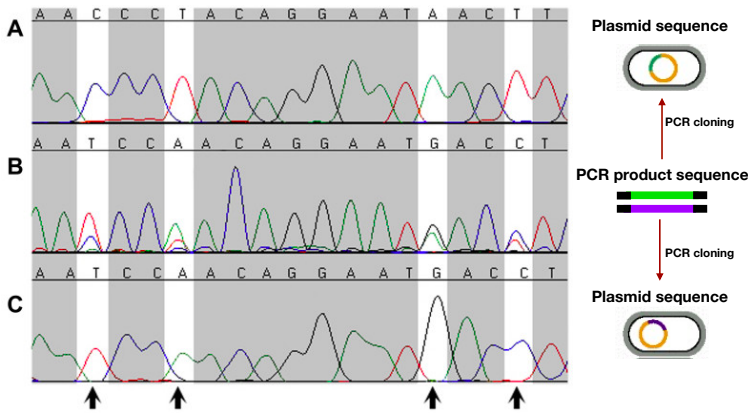 A A C C C T A C A G G A A T A A C T T
A
Plasmid sequence
PCR cloning
A A T C C A A C A G G A A T G A C C T
B
PCR product sequence
PCR cloning
A A T C C A A C A G G A A T G A C C T
C
Plasmid sequence